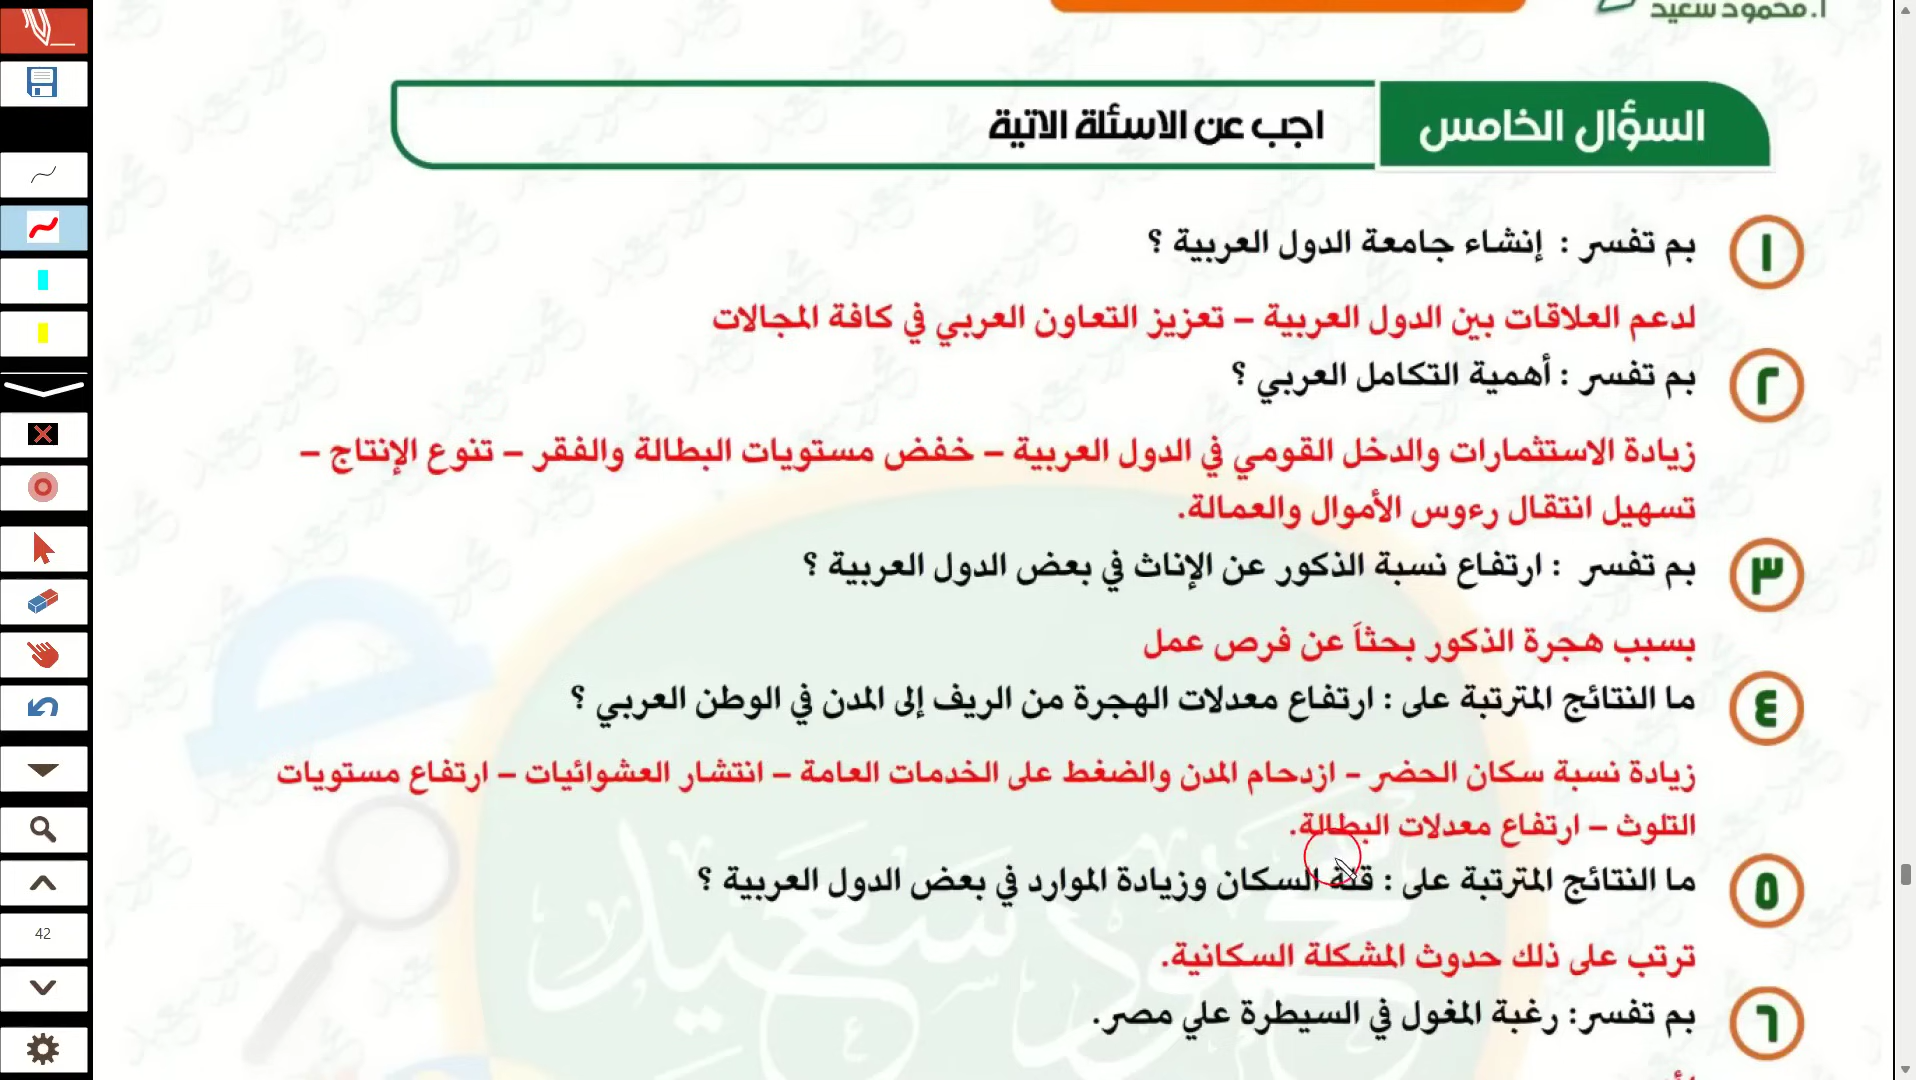 ا.محمود سعيد
السؤال الخامس
اجب عن الاسئلة الاتية
١
بم تفسر : إنشاء جامعة الدول العربية ؟
لدعم العلاقات بين الدول العربية – تعزيز التعاون العربي في كافة المجالات
٢
بم تفسر : أهمية التكامل العربي ؟
زيادة الاستثمارات والدخل القومي في الدول العربية – خفض مستويات البطالة والفقر – تنوع الإنتاج –
تسهيل انتقال رءوس الأموال والعمالة.
٣
بم تفسر : ارتفاع نسبة الذكور عن الإناث في بعض الدول العربية ؟
بسبب هجرة الذكور بحثاَ عن فرص عمل
٤
ما النتائج المترتبة على : ارتفاع معدلات الهجرة من الريف إلى المدن في الوطن العربي ؟
زيادة نسبة سكان الحضر – ازدحام المدن والضغط على الخدمات العامة – انتشار العشوائيات – ارتفاع مستويات
التلوث – ارتفاع معدلات البطالة.
٥
ما النتائج المترتبة على : قلة السكان وزيادة الموارد في بعض الدول العربية ؟
ترتب على ذلك حدوث المشكلة السكانية.
٦
بم تفسر: رغبة المغول في السيطرة علي مصر.
محمود سعيد
42